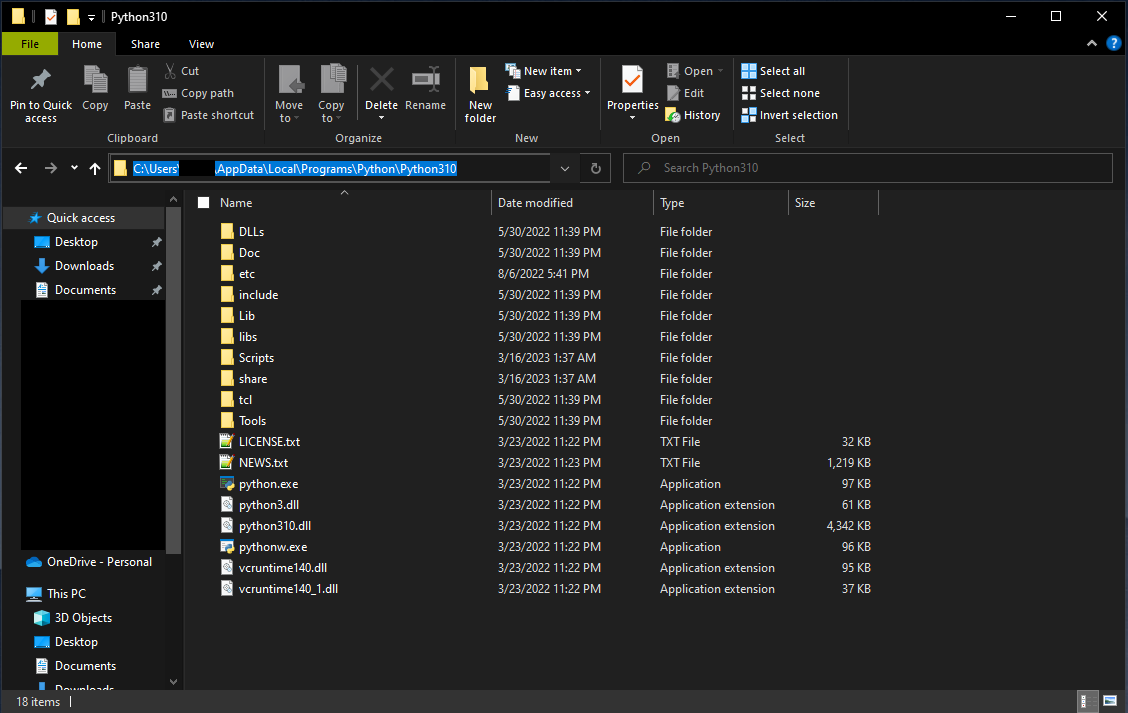 Python310
File Home Share View
Pin to Quick access
Copy
Paste
Cut
Copy path
Paste shortcut
Clipboard
Move to
Copy to
Delete
Rename
Organize
New folder
New item
Easy access
New
Properties
Open
Edit
History
Open
Select all
Select none
Invert selection
Select
C:\Users\ .AppData\Local\Programs\Python\Python310
Search Python310
Quick access
Desktop
Downloads
Documents
OneDrive - Personal
This PC
3D Objects
Desktop
Documents
Downloads
Name Date modified Type Size
DLLs 5/30/2022 11:39 PM File folder
Doc 5/30/2022 11:39 PM File folder
etc 8/6/2022 5:41 PM File folder
include 5/30/2022 11:39 PM File folder
Lib 5/30/2022 11:39 PM File folder
libs 5/30/2022 11:39 PM File folder
Scripts 3/16/2023 1:37 AM File folder
share 3/16/2023 1:37 AM File folder
tcl 5/30/2022 11:39 PM File folder
Tools 5/30/2022 11:39 PM File folder
LICENSE.txt 3/23/2022 11:22 PM TXT File 32 KB
NEWS.txt 3/23/2022 11:23 PM TXT File 1,219 KB
python.exe 3/23/2022 11:22 PM Application 97 KB
python3.dll 3/23/2022 11:22 PM Application extension 61 KB
python310.dll 3/23/2022 11:22 PM Application extension 4,342 KB
pythonw.exe 3/23/2022 11:22 PM Application 96 KB
vcruntime140.dll 3/23/2022 11:22 PM Application extension 95 KB
vcruntime140_1.dll 3/23/2022 11:22 PM Application extension 37 KB
18 items